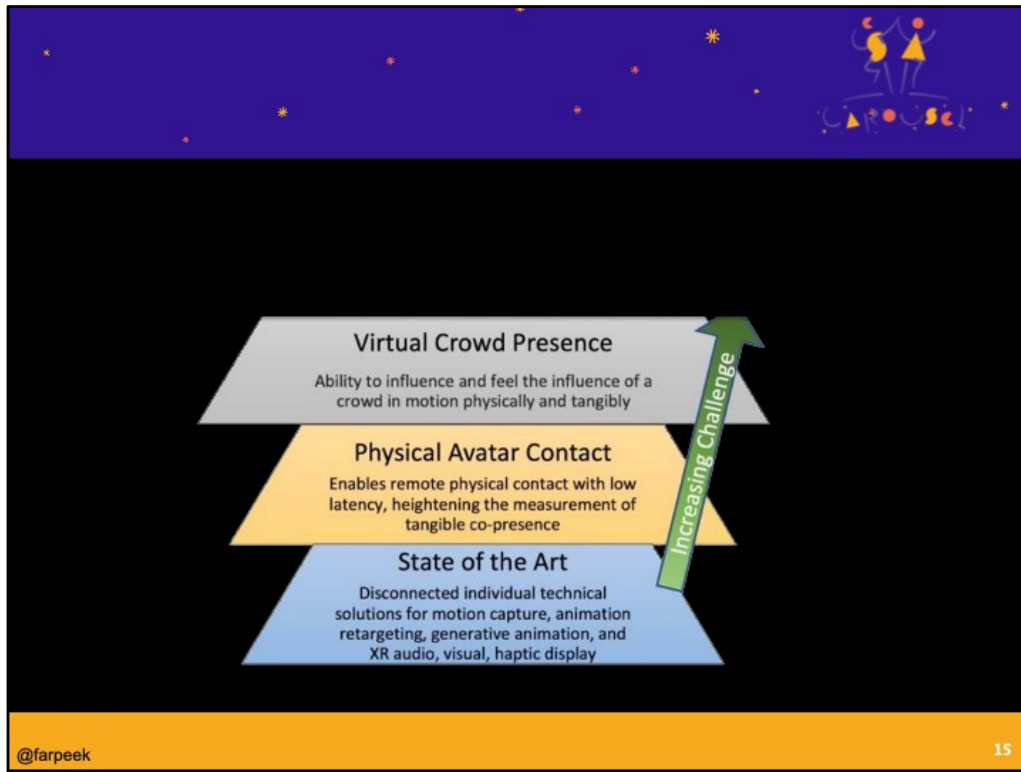 CAROUSEL
Virtual Crowd Presence
Ability to influence and feel the influence of a
crowd in motion physically and tangibly
Physical Avatar Contact
Enables remote physical contact with low
latency, heightening the measurement of
tangible co-presence
State of the Art
Disconnected individual technical
solutions for motion capture, animation
retargeting, generative animation, and
XR audio, visual, haptic display
Increasing Challenge
@farpeek
15